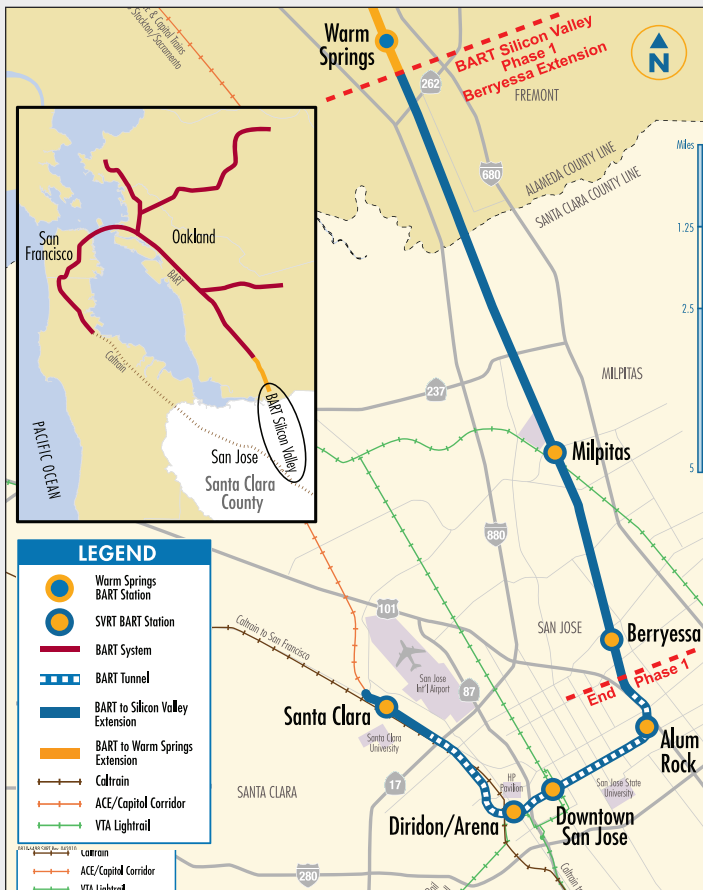 & Capitol Trains
Stockton/Sacramento
Warm
Springs
BART Silicon Valley
Phase 1
Berryessa Extension
N
262
FREMONT
680
ALAMEDA COUNTY LINE
SANTA CLARA COUNTY LINE
Miles
1.25
2.5
5
San
Francisco
Oakland
BART
Caltrain
BART Silicon Valley
PACIFIC OCEAN
San Jose
Santa Clara
County
237
MILPITAS
Milpitas
880
LEGEND
Warm Springs
BART Station
SVRT BART Station
BART System
BART Tunnel
BART to Silicon Valley
Extension
BART to Warm Springs
Extension
Caltrain
ACE/Capitol Corridor
VTA Lightrail
Caltrain
ACE/Capitol Corridor
VTA Lightrail
101
Caltrain to San Francisco
SAN JOSE
Berryessa
San Jose
Int'l Airport
87
End Phase 1
Santa Clara
Santa Clara
University
Alum
Rock
17
HP
Pavilion
San Jose State
University
SANTA CLARA
Diridon/Arena
Downtown
San Jose
280
Caltrain to